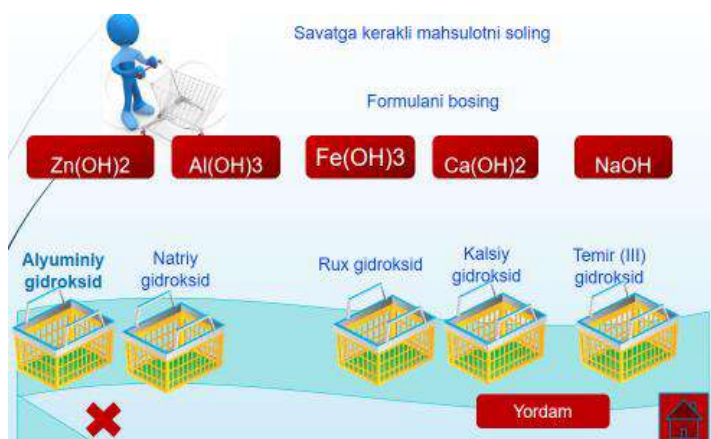 Savatga kerakli mahsulotni soling
Formulani bosing
Zn(OH)2
Al(OH)3
Fe(OH)3
Ca(OH)2
NaOH
Alyuminiy
gidroksid
Natriy
gidroksid
Rux gidroksid
Kalsiy
gidroksid
Temir (III)
gidroksid
Yordam